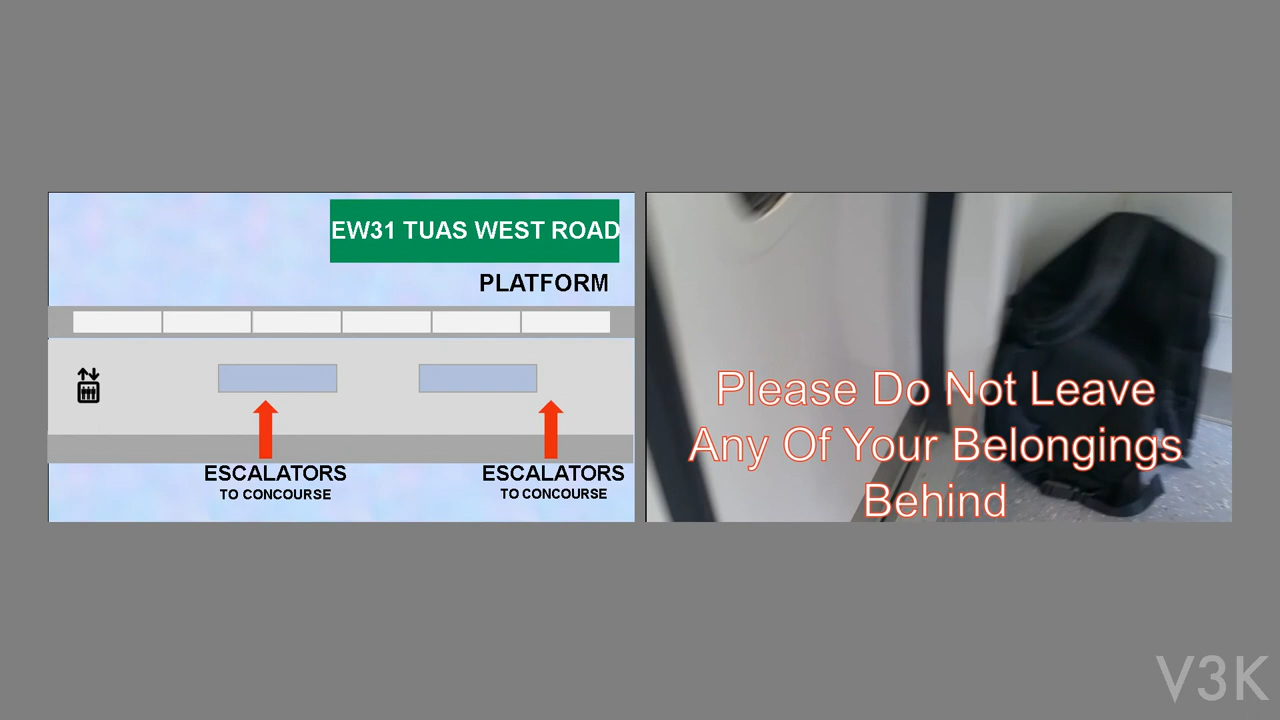 EW31 TUAS WEST ROAD
PLATFORM
ESCALATORS
TO CONCOURSE
ESCALATORS
TO CONCOURSE
Please Do Not Leave
Any Of Your Belongings
Behind
V3K